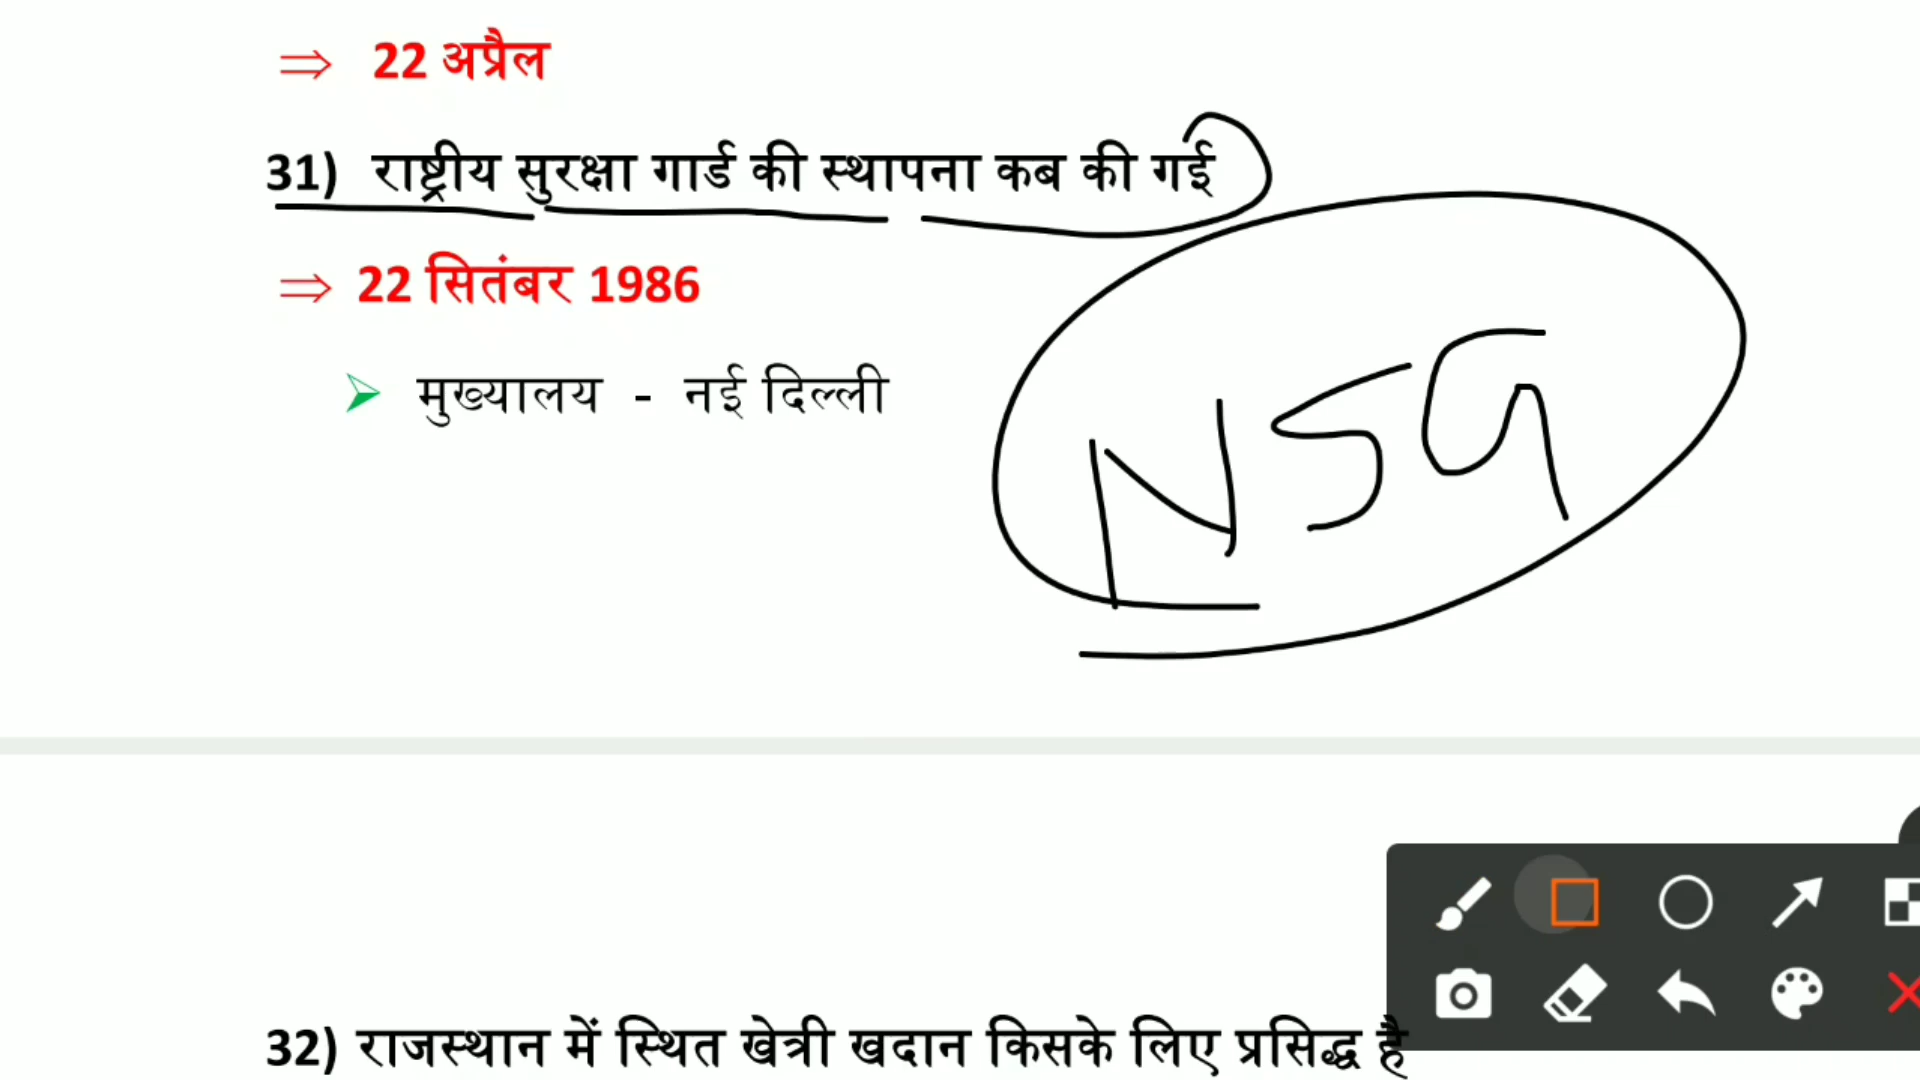 ⇒ 22 अप्रैल
31) राष्ट्रीय सुरक्षा गार्ड की स्थापना कब की गई
⇒ 22 सितंबर 1986
➢ मुख्यालय - नई दिल्ली
NSG
32) राजस्थान में स्थित खेत्री खदान किसके लिए प्रसिद्ध है